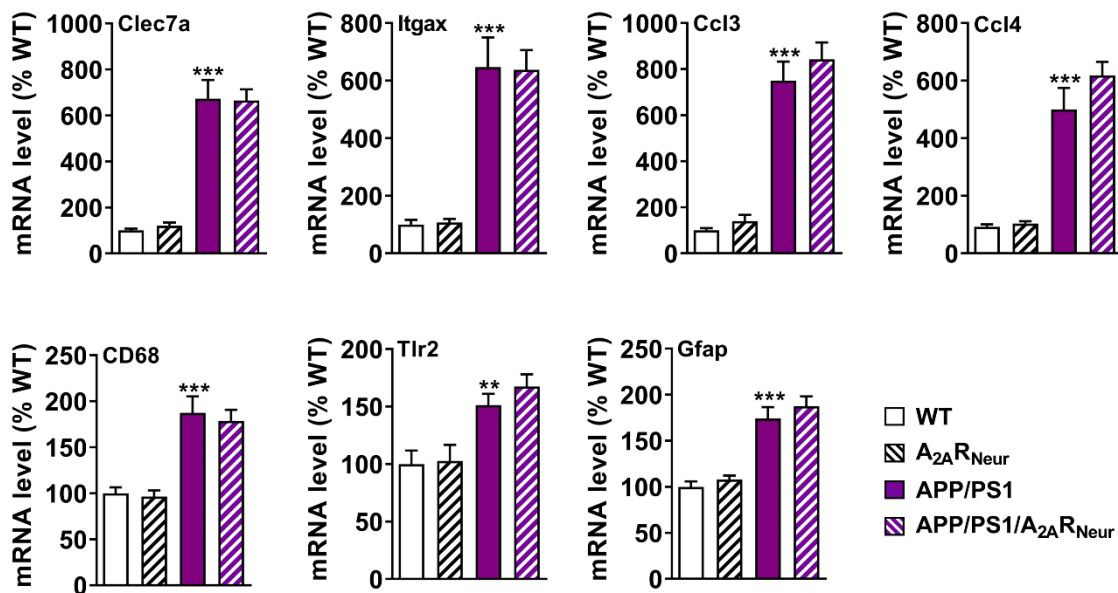 Clec7a
mRNA level (% WT)
1000
800
600
400
200
0
***
Itgax
mRNA level (% WT)
800
600
400
200
0
***
Ccl3
mRNA level (% WT)
1000
800
600
400
200
0
***
Ccl4
mRNA level (% WT)
800
600
400
200
0
***
CD68
mRNA level (% WT)
250
200
150
100
50
0
***
Tlr2
mRNA level (% WT)
200
150
100
50
0
**
Gfap
mRNA level (% WT)
250
200
150
100
50
0
***
WT
A2ARNeur
APP/PS1
APP/PS1/A2ARNeur